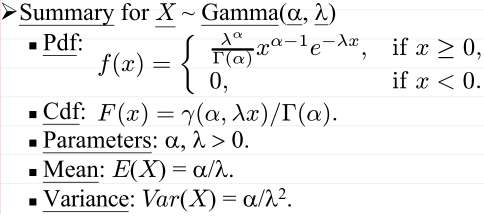 ➢Summary for X ~ Gamma(α, λ)
▪ Pdf: f(x) = { λ^α/Γ(α) x^{α−1}e^{−λx}, if x ≥ 0,
0, if x < 0.
▪ Cdf: F(x) = γ(α, λx)/Γ(α).
▪ Parameters: α, λ > 0.
▪ Mean: E(X) = α/λ.
▪ Variance: Var(X) = α/λ².